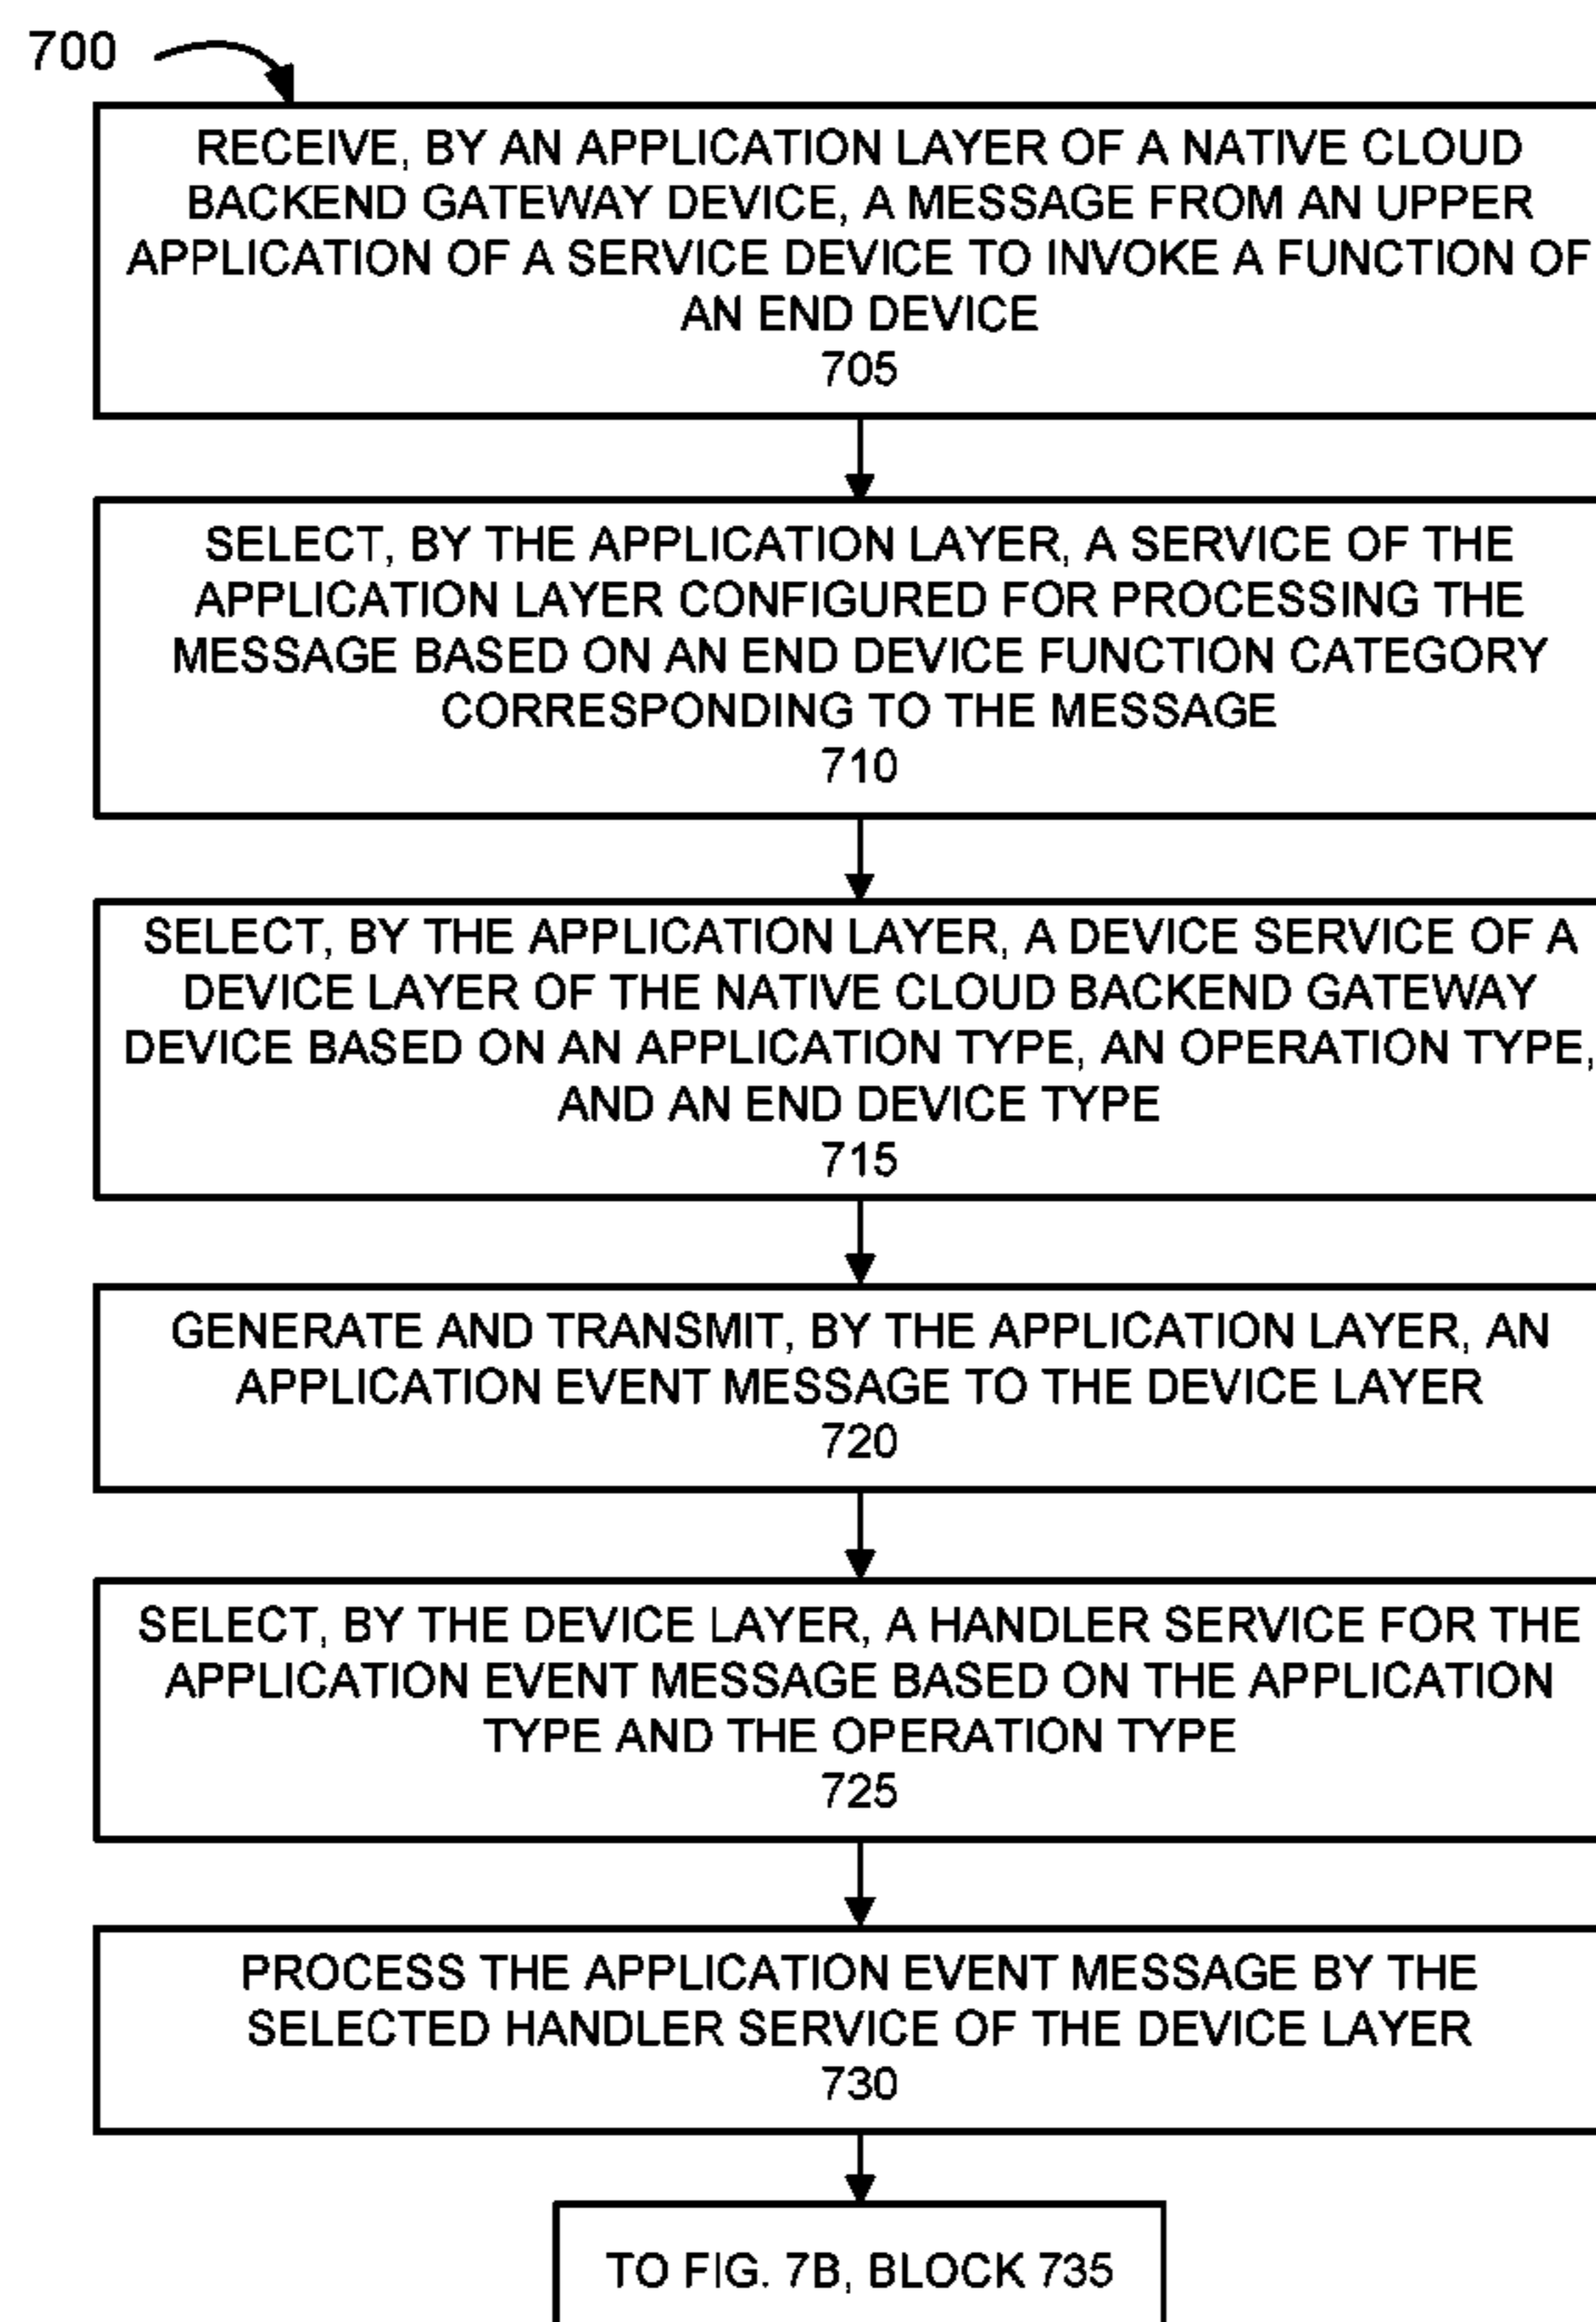 700
RECEIVE, BY AN APPLICATION LAYER OF A NATIVE CLOUD
BACKEND GATEWAY DEVICE, A MESSAGE FROM AN UPPER
APPLICATION OF A SERVICE DEVICE TO INVOKE A FUNCTION OF
AN END DEVICE
705
SELECT, BY THE APPLICATION LAYER, A SERVICE OF THE
APPLICATION LAYER CONFIGURED FOR PROCESSING THE
MESSAGE BASED ON AN END DEVICE FUNCTION CATEGORY
CORRESPONDING TO THE MESSAGE
710
SELECT, BY THE APPLICATION LAYER, A DEVICE SERVICE OF A
DEVICE LAYER OF THE NATIVE CLOUD BACKEND GATEWAY
DEVICE BASED ON AN APPLICATION TYPE, AN OPERATION TYPE,
AND AN END DEVICE TYPE
715
GENERATE AND TRANSMIT, BY THE APPLICATION LAYER, AN
APPLICATION EVENT MESSAGE TO THE DEVICE LAYER
720
SELECT, BY THE DEVICE LAYER, A HANDLER SERVICE FOR THE
APPLICATION EVENT MESSAGE BASED ON THE APPLICATION
TYPE AND THE OPERATION TYPE
725
PROCESS THE APPLICATION EVENT MESSAGE BY THE
SELECTED HANDLER SERVICE OF THE DEVICE LAYER
730
TO FIG. 7B, BLOCK 735